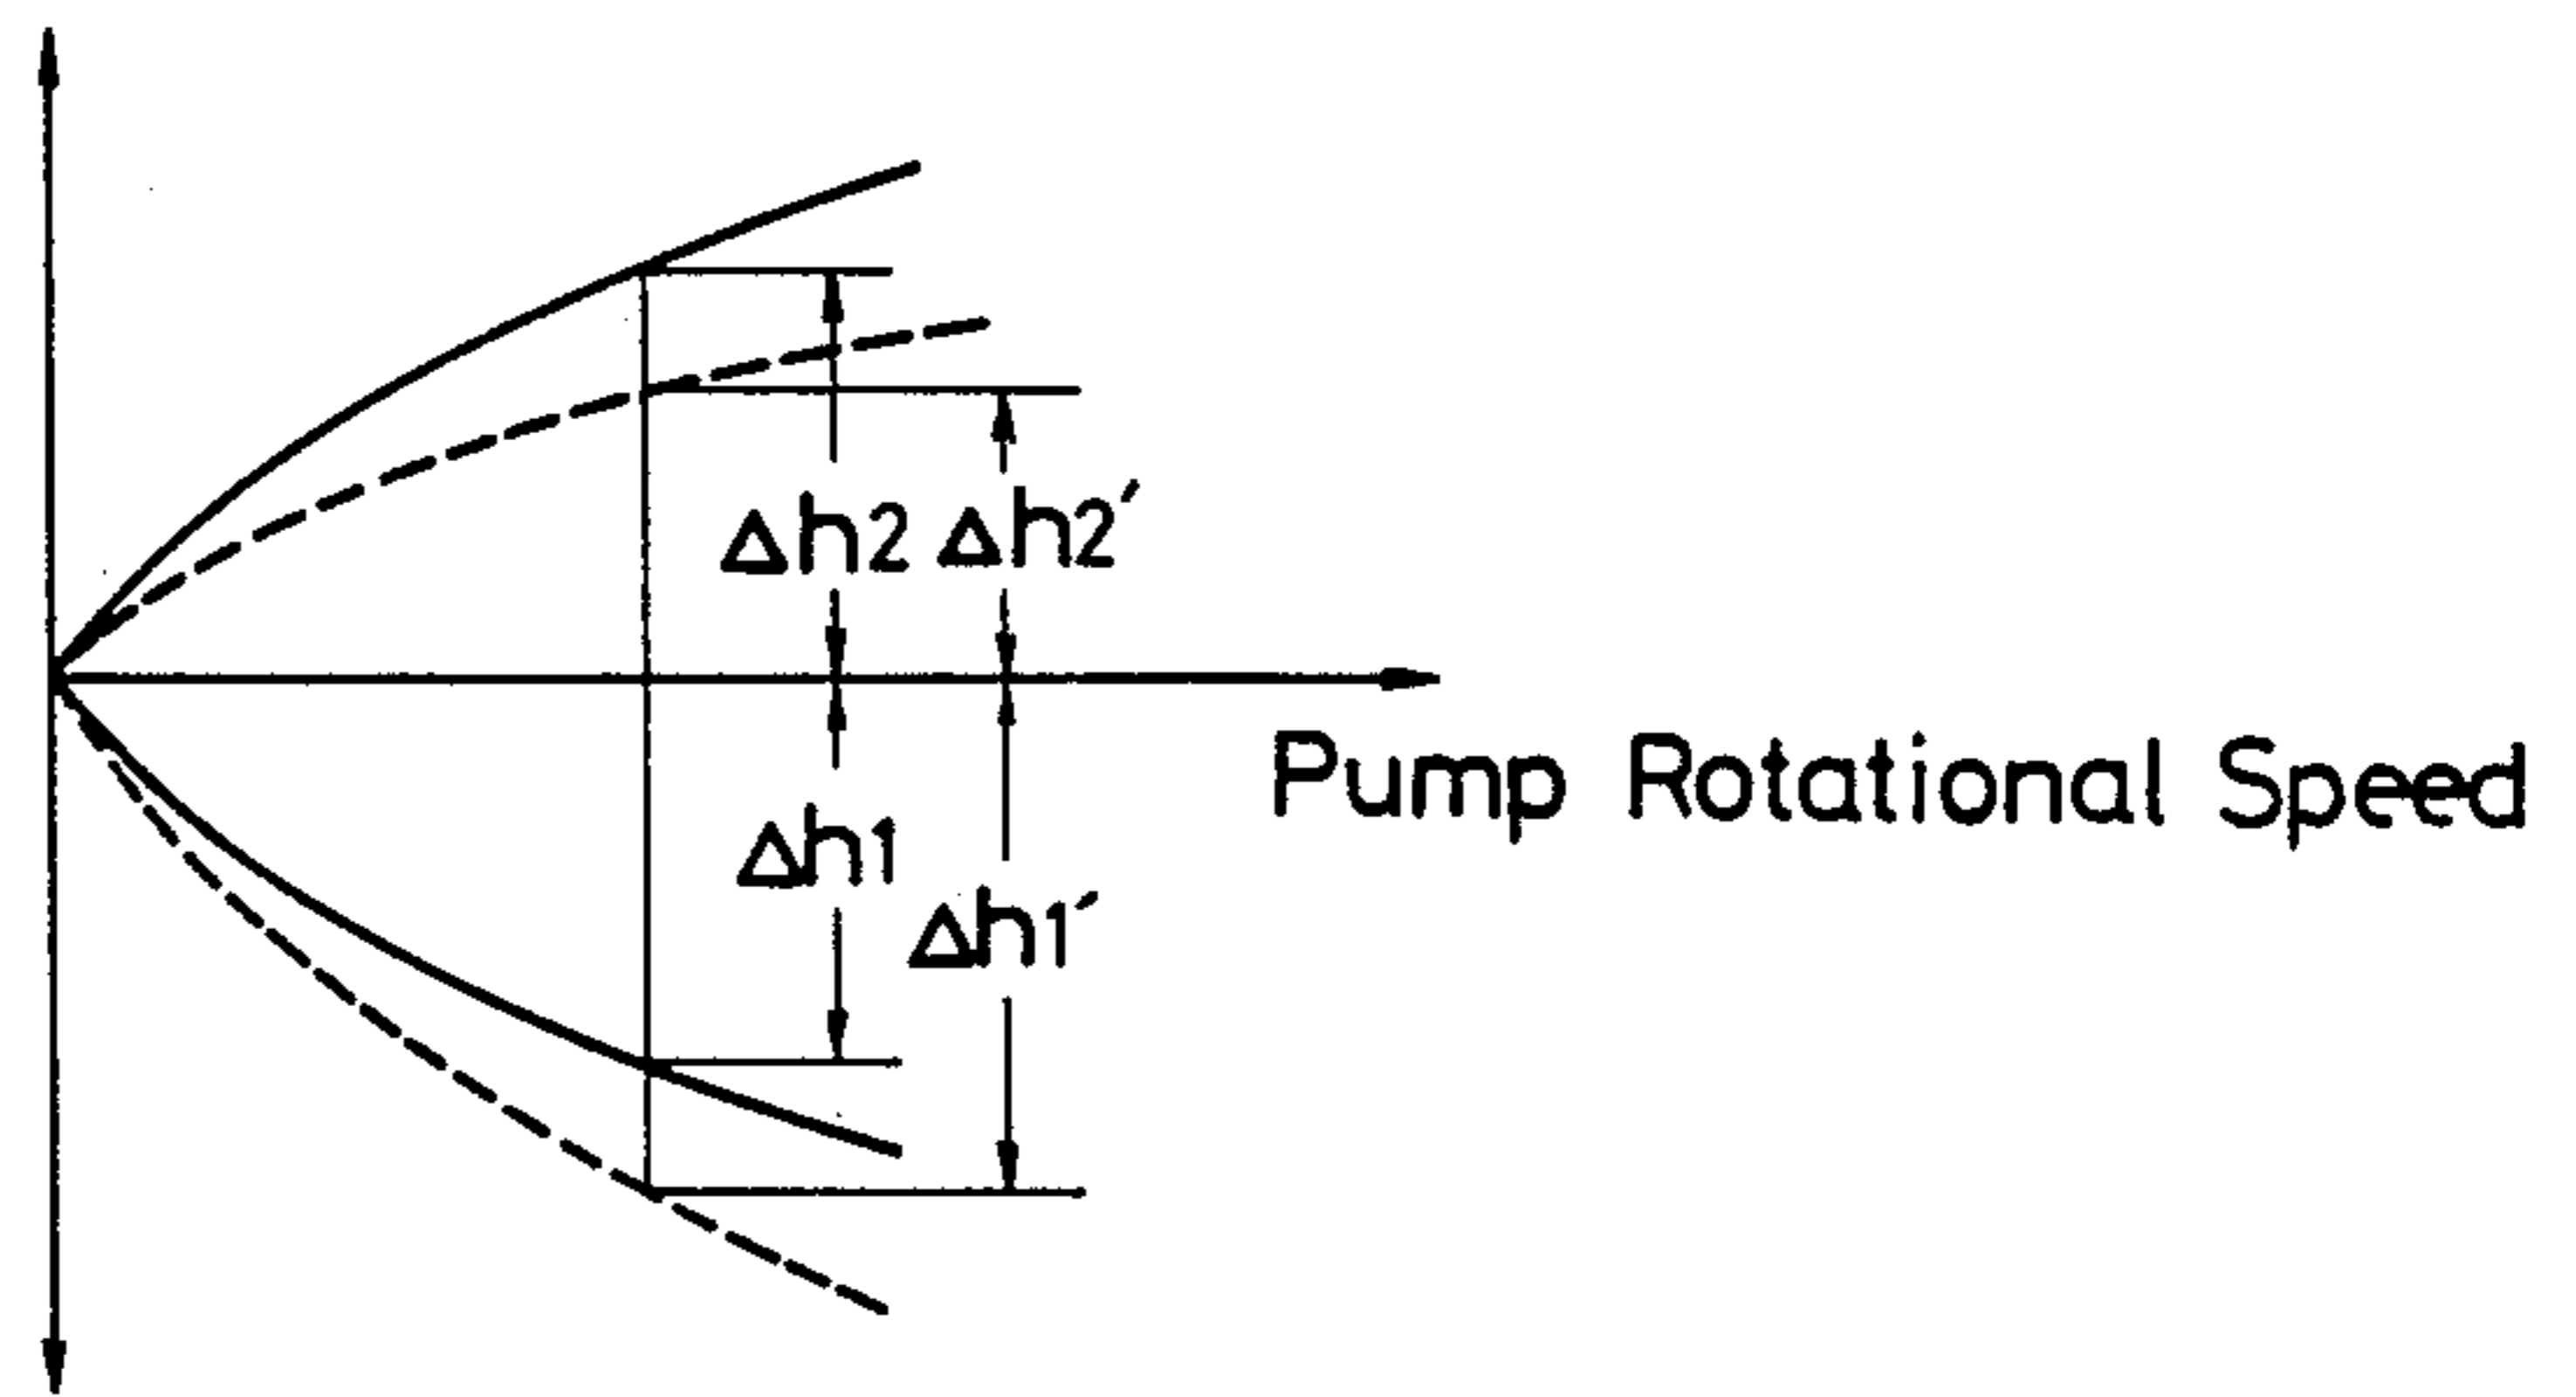 Δh2 Δh2′
Pump Rotational Speed
Δh1
Δh1′